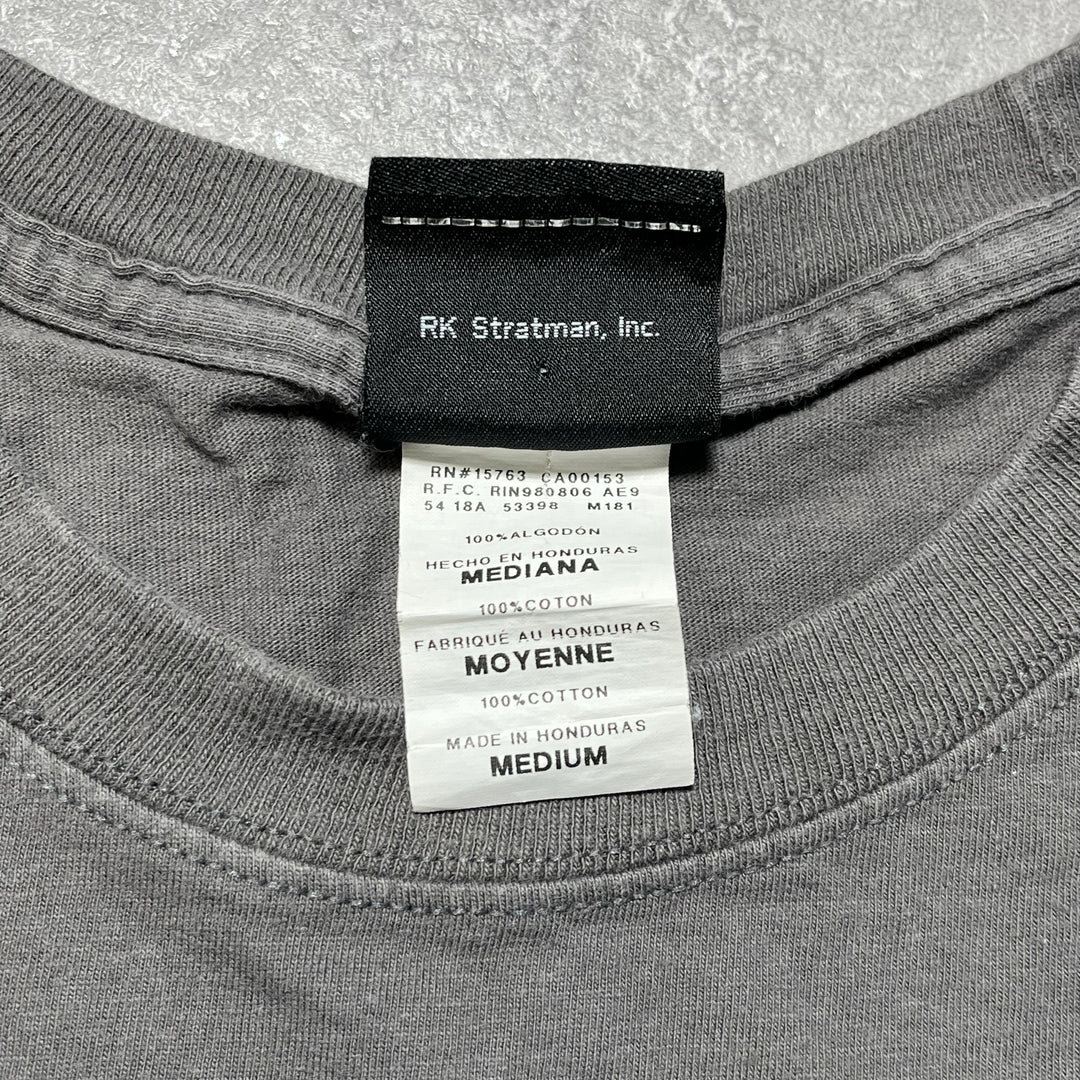 RK Stratman, Inc.
RN#15763 CA00153
R.F.C. RIN980806 AE9
54 18A 53398 M181
100%ALGODÓN
HECHO EN HONDURAS
MEDIANA
100%COTON
FABRIQUÉ AU HONDURAS
MOYENNE
100%COTTON
MADE IN HONDURAS
MEDIUM